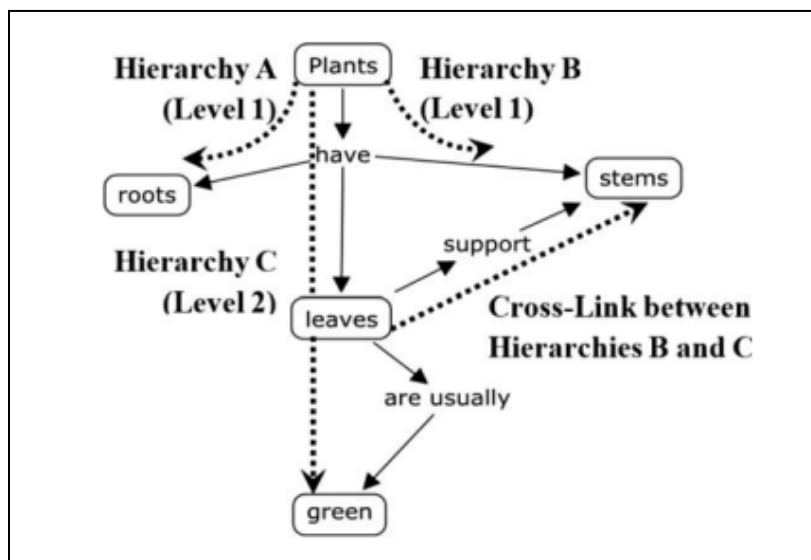 Hierarchy A
(Level 1)
Plants
Hierarchy B
(Level 1)
have
roots
stems
support
Hierarchy C
(Level 2)
leaves
Cross-Link between
Hierarchies B and C
are usually
green